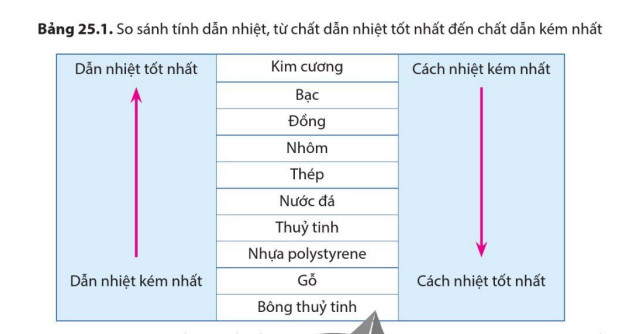 Bảng 25.1. So sánh tính dẫn nhiệt, từ chất dẫn nhiệt tốt nhất đến chất dẫn kém nhất
Dẫn nhiệt tốt nhất Kim cương Cách nhiệt kém nhất
Bạc
Đồng
Nhôm
Thép
Nước đá
Thuỷ tinh
Nhựa polystyrene
Dẫn nhiệt kém nhất Gỗ Cách nhiệt tốt nhất
Bông thuỷ tinh